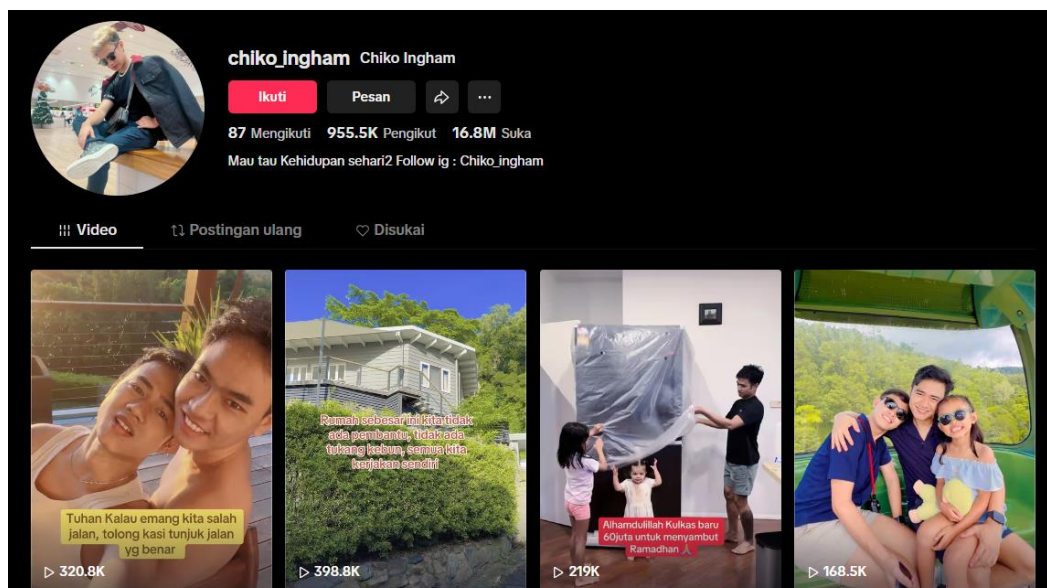 chiko_ingham Chiko Ingham
Ikuti Pesan
87 Mengikuti 955.5K Pengikut 16.8M Suka
Mau tau Kehidupan sehari2 Follow ig : Chiko_ingham
Video Postingan ulang Disukai
Tuhan Kalau emang kita salah
jalan, tolong kasi tunjuk jalan
yg benar
320.8K
Rumah sebesar ini kita tidak
ada pembantu, tidak ada
tukang kebun, semua kita
kerjakan sendiri
398.8K
Alhamdulillah Kulkas baru
60juta untuk menyambut
Ramadhan
219K
168.5K